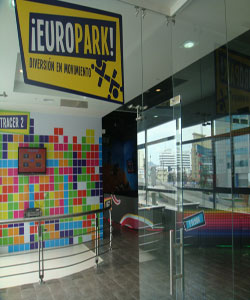 ¡EUROPARK!
DIVERSIÓN EN MOVIMIENTO
TRACER 2